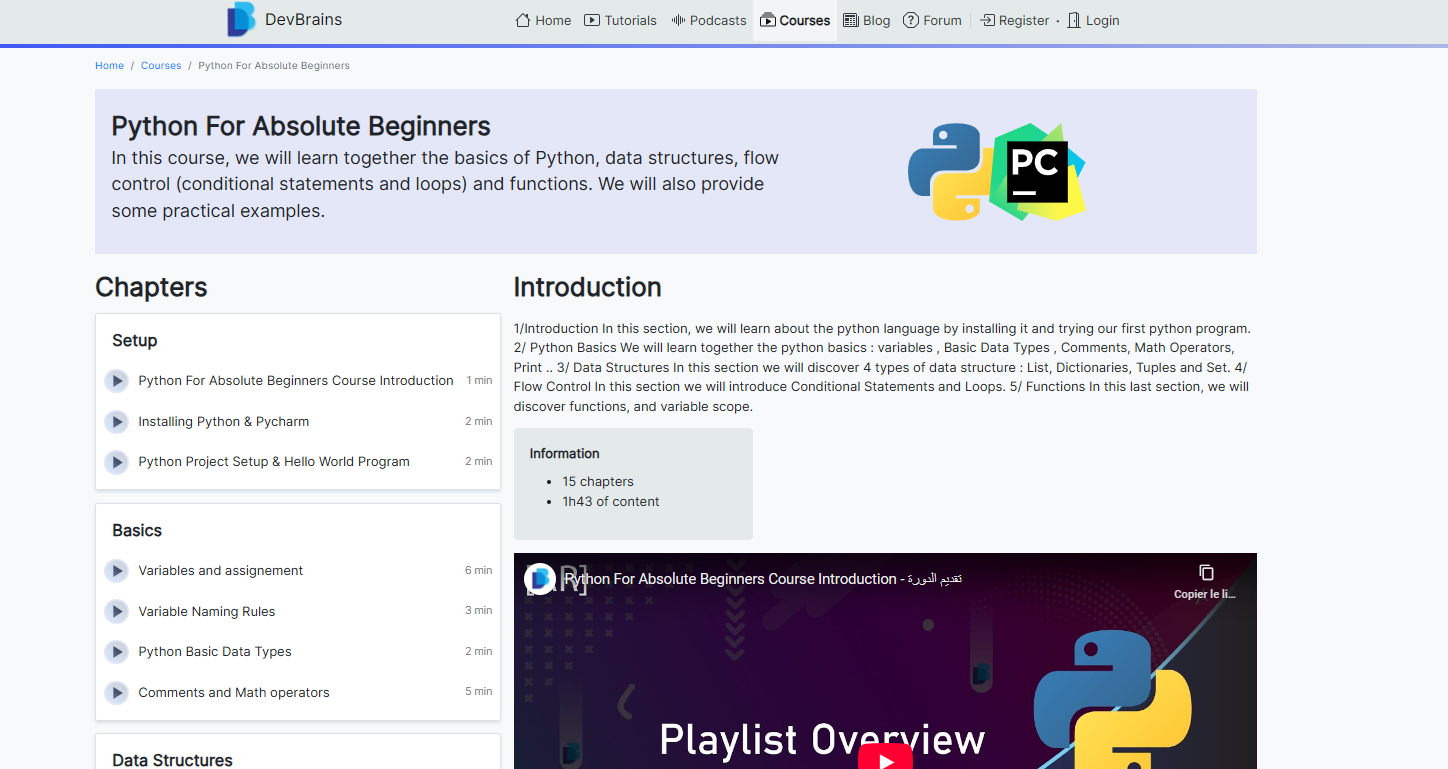 DevBrains
Home Tutorials Podcasts Courses Blog Forum Register · Login
Home / Courses / Python For Absolute Beginners
Python For Absolute Beginners
In this course, we will learn together the basics of Python, data structures, flow
control (conditional statements and loops) and functions. We will also provide
some practical examples.
PC
Chapters
Setup
Python For Absolute Beginners Course Introduction 1 min
Installing Python & Pycharm 2 min
Python Project Setup & Hello World Program 2 min
Basics
Variables and assignement 6 min
Variable Naming Rules 3 min
Python Basic Data Types 2 min
Comments and Math operators 5 min
Data Structures
Introduction
1/Introduction In this section, we will learn about the python language by installing it and trying our first python program.
2/ Python Basics We will learn together the python basics : variables , Basic Data Types , Comments, Math Operators,
Print .. 3/ Data Structures In this section we will discover 4 types of data structure : List, Dictionaries, Tuples and Set. 4/
Flow Control In this section we will introduce Conditional Statements and Loops. 5/ Functions In this last section, we will
discover functions, and variable scope.
Information
• 15 chapters
• 1h43 of content
Python For Absolute Beginners Course Introduction - تقديم الدورة
Copier le li...
Playlist Overview